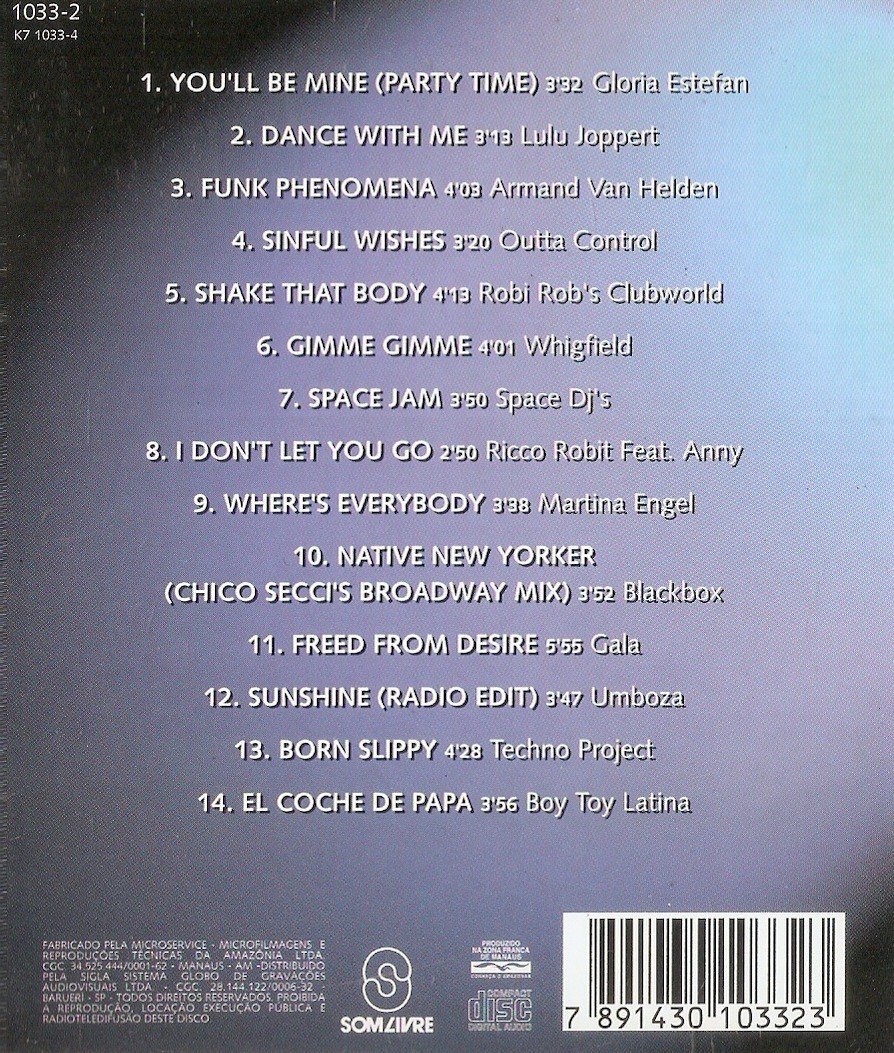 1033-2
K7 1033-4
1. YOU'LL BE MINE (PARTY TIME) 3'32 Gloria Estefan
2. DANCE WITH ME 3'13 Lulu Joppert
3. FUNK PHENOMENA 4'03 Armand Van Helden
4. SINFUL WISHES 3'20 Outta Control
5. SHAKE THAT BODY 4'13 Robi Rob's Clubworld
6. GIMME GIMME 4'01 Whigfield
7. SPACE JAM 3'50 Space Dj's
8. I DON'T LET YOU GO 2'50 Ricco Robit Feat. Anny
9. WHERE'S EVERYBODY 3'38 Martina Engel
10. NATIVE NEW YORKER
(CHICO SECCI'S BROADWAY MIX) 3'52 Blackbox
11. FREED FROM DESIRE 5'55 Gala
12. SUNSHINE (RADIO EDIT) 3'47 Umboza
13. BORN SLIPPY 4'28 Techno Project
14. EL COCHE DE PAPA 3'56 Boy Toy Latina
FABRICADO PELA MICROSERVICE - MICROFILMAGENS E
REPRODUÇÕES TÉCNICAS DA AMAZÔNIA LTDA.
CGC. 34.525.444/0001-62 - MANAUS - AM -DISTRIBUIDO
PELA SIGLA SISTEMA GLOBO DE GRAVAÇÕES
AUDIOVISUAIS LTDA. - CGC. 28.144.122/0006-32 -
BARUERI - SP - TODOS DIREITOS RESERVADOS. PROIBIDA
A REPRODUÇÃO, LOCAÇÃO EXECUÇÃO PÚBLICA E
RADIOTELEDIFUSÃO DESTE DISCO
SOM LIVRE
PRODUZIDO
NA ZONA FRANCA
DE MANAUS
COMPACT
disc
DIGITAL AUDIO
7 891430 103323